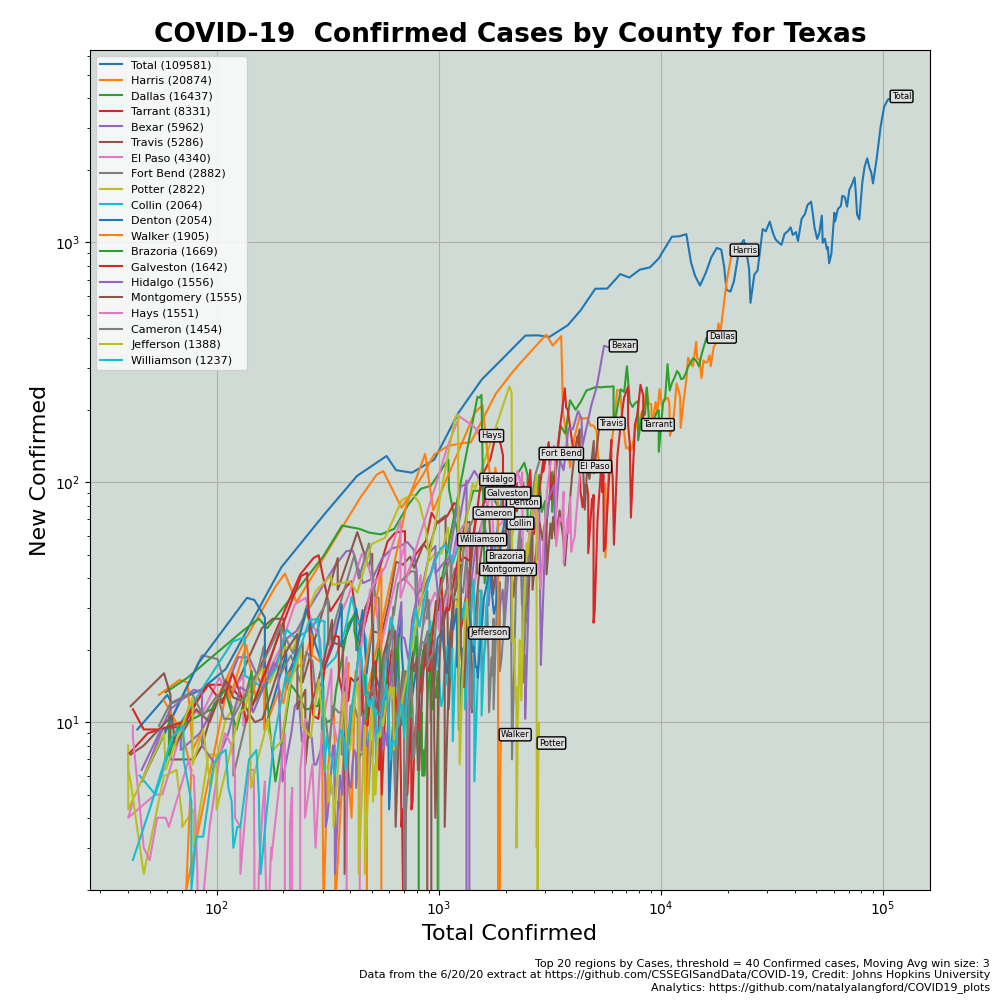 COVID-19  Confirmed Cases by County for Texas
Total (109581)
Harris (20874)
Dallas (16437)
Tarrant (8331)
Bexar (5962)
Travis (5286)
El Paso (4340)
Fort Bend (2882)
Potter (2822)
Collin (2064)
Denton (2054)
Walker (1905)
Brazoria (1669)
Galveston (1642)
Hidalgo (1556)
Montgomery (1555)
Hays (1551)
Cameron (1454)
Jefferson (1388)
Williamson (1237)
Total
Harris
Dallas
Bexar
Travis
Tarrant
Hays
Fort Bend
El Paso
Hidalgo
Galveston
Denton
Cameron
Collin
Williamson
Brazoria
Montgomery
Jefferson
Walker
Potter
10³
10²
10¹
New Confirmed
10²
10³
10⁴
10⁵
Total Confirmed
Top 20 regions by Cases, threshold = 40 Confirmed cases, Moving Avg win size: 3
Data from the 6/20/20 extract at https://github.com/CSSEGISandData/COVID-19, Credit: Johns Hopkins University
Analytics: https://github.com/natalyalangford/COVID19_plots